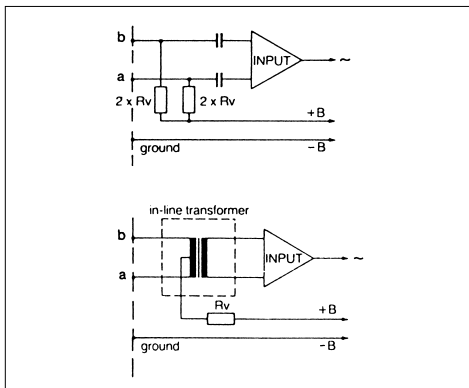 b
INPUT
~
a
2 x Rv
2 x Rv
+B
-B
ground
in-line transformer
b
INPUT
~
a
Rv
+B
-B
ground